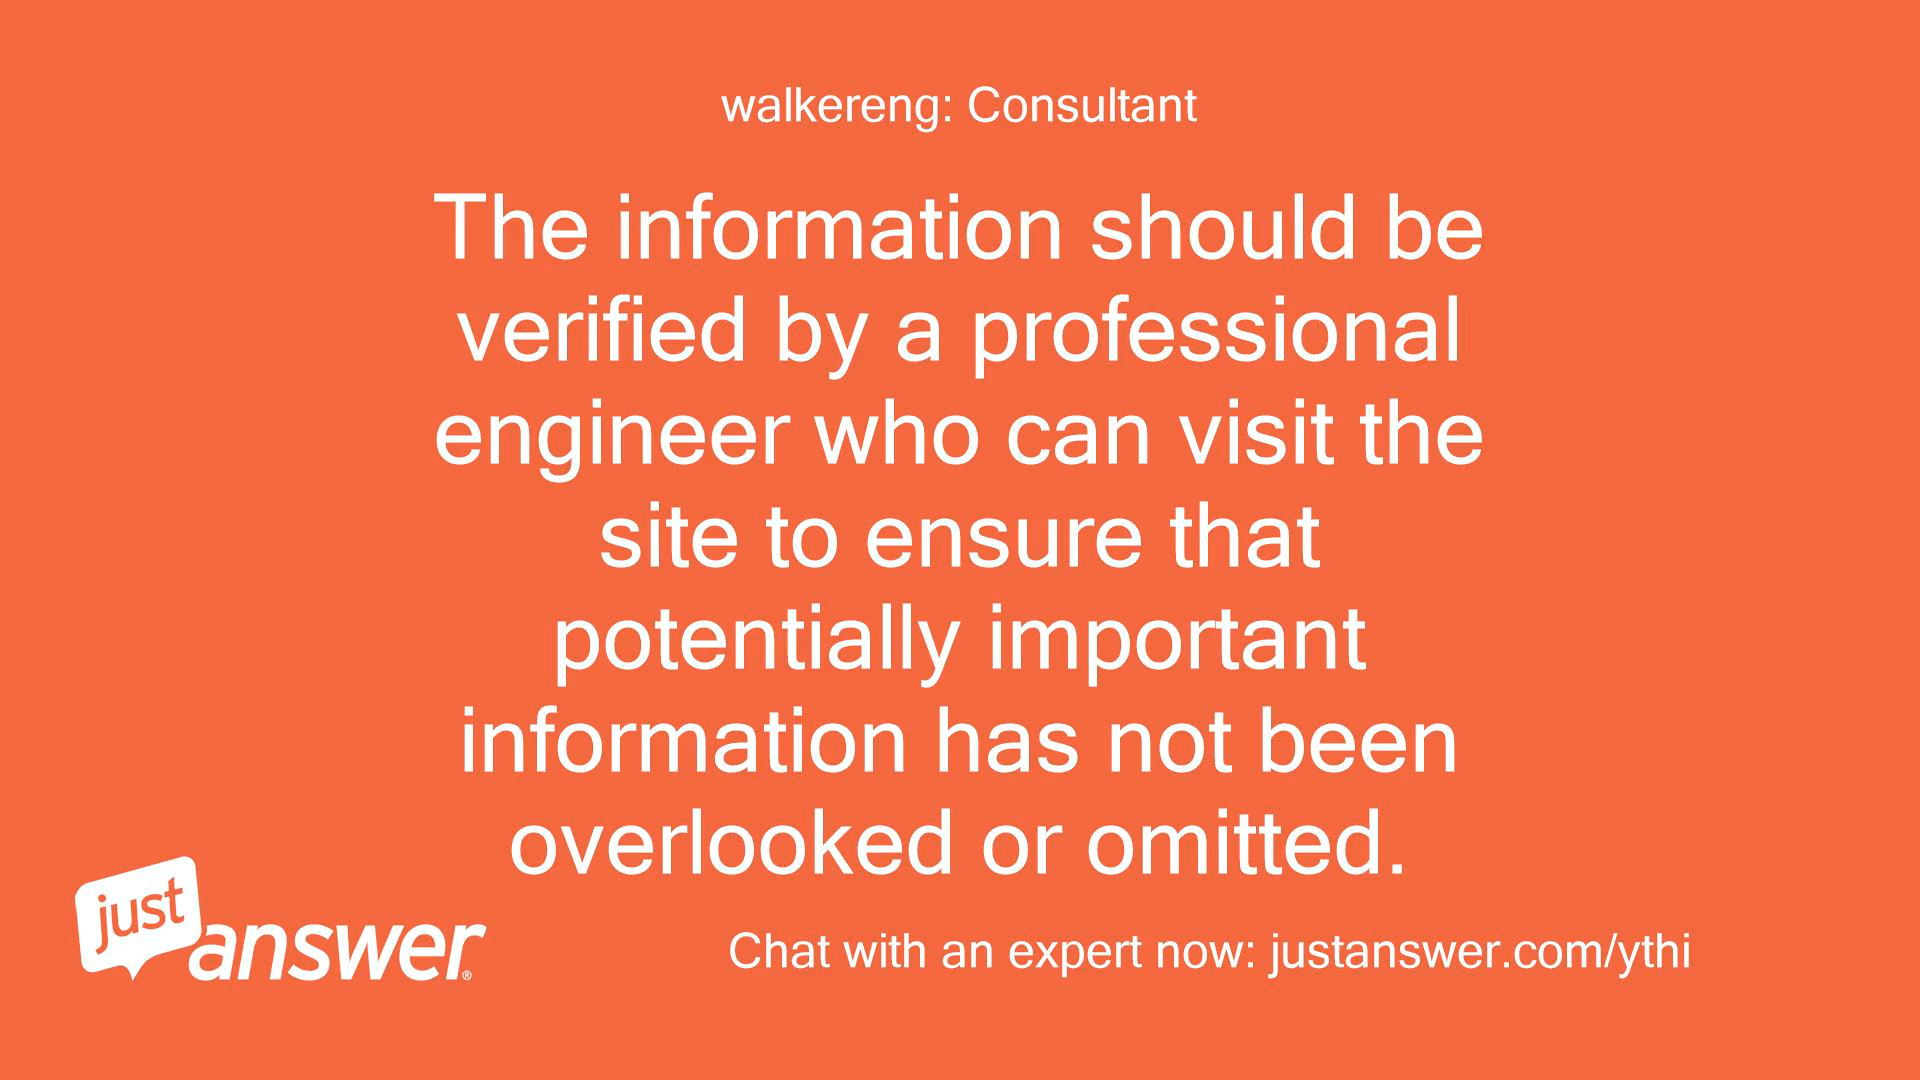 walkereng: Consultant
The information should be
verified by a professional
engineer who can visit the
site to ensure that
potentially important
information has not been
overlooked or omitted.
just
answer®
Chat with an expert now: justanswer.com/ythi